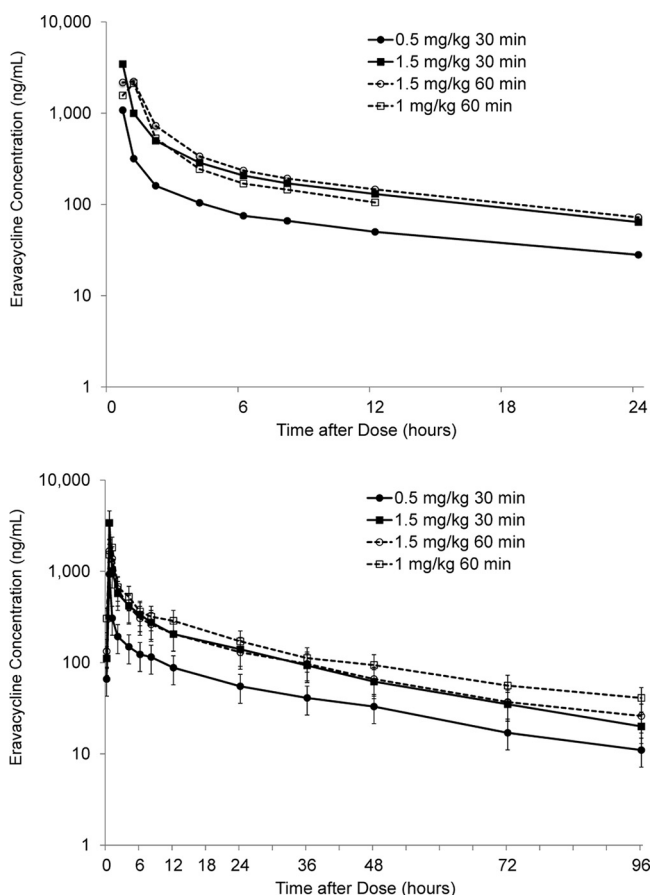 10,000
1,000
100
10
1
Eravacycline Concentration (ng/mL)
0.5 mg/kg 30 min
1.5 mg/kg 30 min
1.5 mg/kg 60 min
1 mg/kg 60 min
0 6 12 18 24
Time after Dose (hours)
10,000
1,000
100
10
1
Eravacycline Concentration (ng/mL)
0.5 mg/kg 30 min
1.5 mg/kg 30 min
1.5 mg/kg 60 min
1 mg/kg 60 min
0 6 12 18 24 36 48 72 96
Time after Dose (hours)